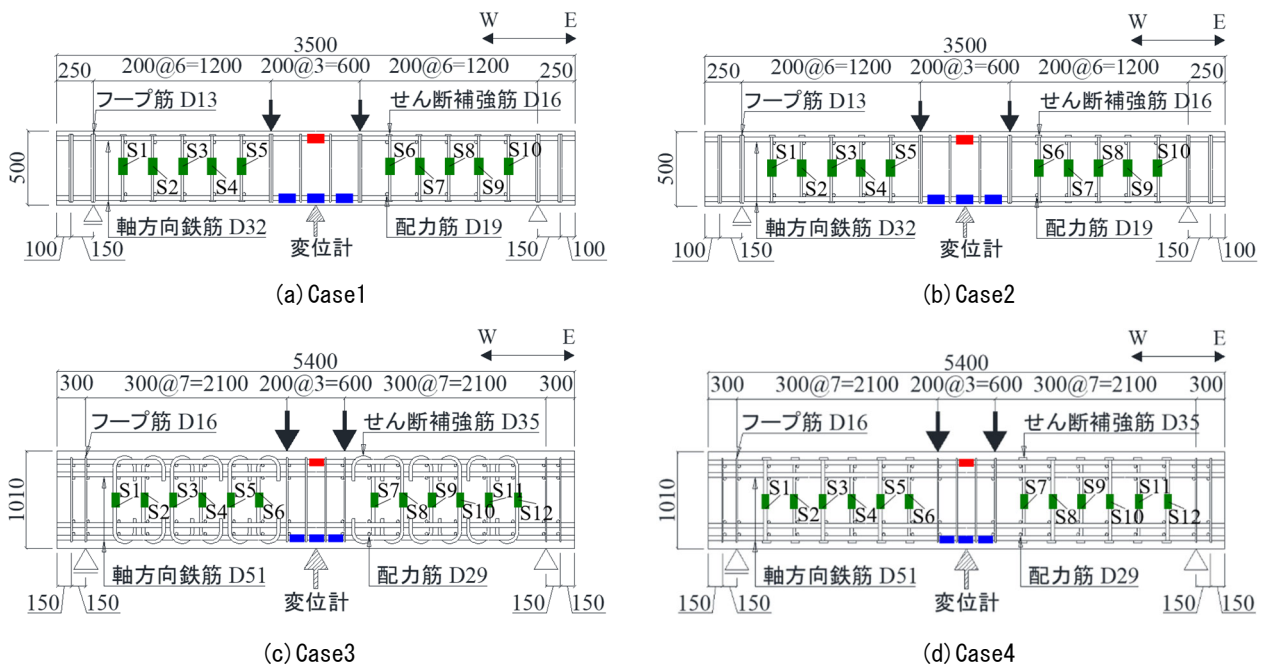 W E
3500
250 200@6=1200 200@3=600 200@6=1200 250
フープ筋 D13 せん断補強筋 D16
500
S1 S3 S5 S6 S8 S10
S2 S4 S7 S9
軸方向鉄筋 D32 配力筋 D19
100 150 変位計 150 100
(a) Case1
W E
3500
250 200@6=1200 200@3=600 200@6=1200 250
フープ筋 D13 せん断補強筋 D16
500
S1 S3 S5 S6 S8 S10
S2 S4 S7 S9
軸方向鉄筋 D32 配力筋 D19
100 150 変位計 150 100
(b) Case2
W E
5400
300 300@7=2100 200@3=600 300@7=2100 300
フープ筋 D16 せん断補強筋 D35
1010
S1 S3 S5 S7 S9 S11
S2 S4 S6 S8 S10 S12
軸方向鉄筋 D51 配力筋 D29
150 150 変位計 150 150
(c) Case3
W E
5400
300 300@7=2100 200@3=600 300@7=2100 300
フープ筋 D16 せん断補強筋 D35
1010
S1 S3 S5 S7 S9 S11
S2 S4 S6 S8 S10 S12
軸方向鉄筋 D51 配力筋 D29
150 150 変位計 150 150
(d) Case4